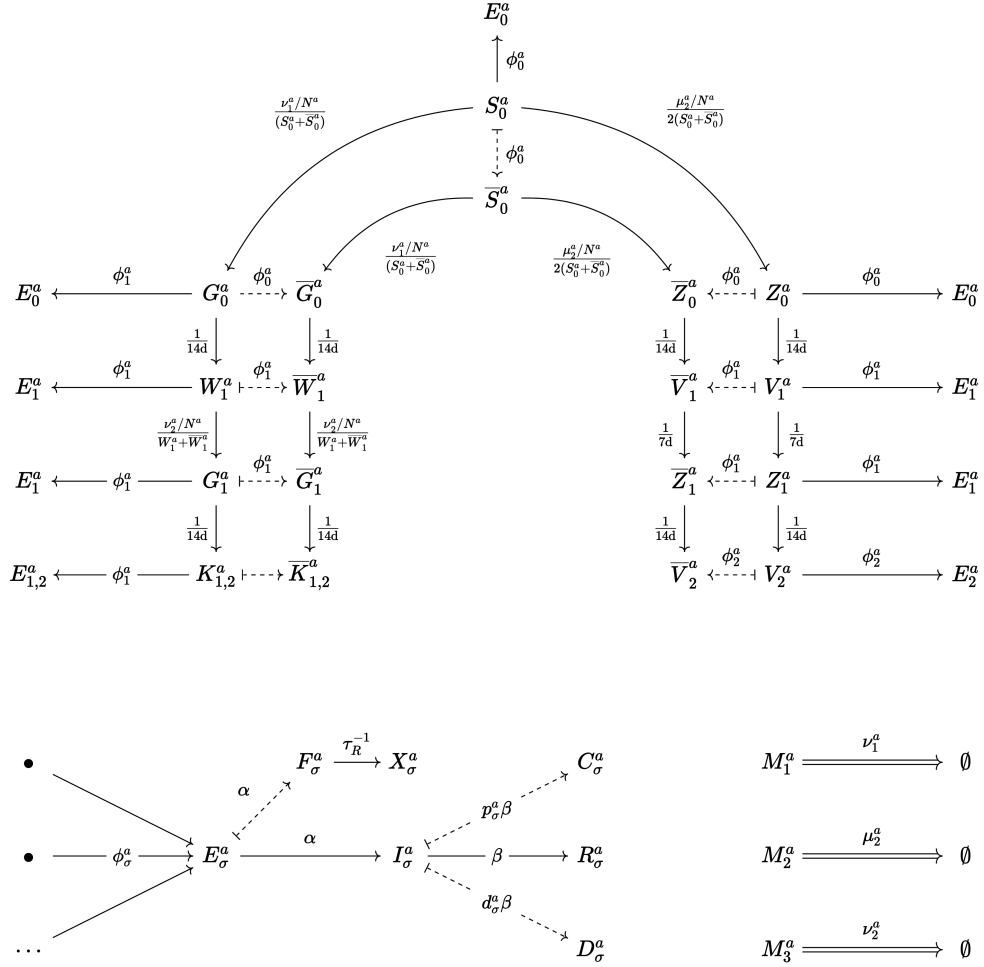 E_0^a
ϕ_0^a
S_0^a
ν_1^a/N^a / (S_0^a+S̅_0^a)
μ_2^a/N^a / 2(S_0^a+S̅_0^a)
ϕ_0^a
S̅_0^a
ν_1^a/N^a / (S_0^a+S̅_0^a)
μ_2^a/N^a / 2(S_0^a+S̅_0^a)
E_0^a ϕ_1^a G_0^a ϕ_0^a G̅_0^a Z̅_0^a ϕ_0^a Z_0^a ϕ_0^a E_0^a
1/14d 1/14d 1/14d 1/14d
E_1^a ϕ_1^a W_1^a ϕ_1^a W̅_1^a V̅_1^a ϕ_1^a V_1^a ϕ_1^a E_1^a
ν_2^a/N^a / W_1^a+W̅_1^a ν_2^a/N^a / W_1^a+W̅_1^a 1/7d 1/7d
E_1^a ϕ_1^a G_1^a ϕ_1^a G̅_1^a Z̅_1^a ϕ_1^a Z_1^a ϕ_1^a E_1^a
1/14d 1/14d 1/14d 1/14d
E_{1,2}^a ϕ_1^a K_{1,2}^a K̅_{1,2}^a V̅_2^a ϕ_2^a V_2^a ϕ_2^a E_2^a
• F_σ^a τ_R^{-1} X_σ^a C_σ^a M_1^a ν_1^a ∅
α p_σ^a β
• ϕ_σ^a E_σ^a α I_σ^a β R_σ^a M_2^a μ_2^a ∅
d_σ^a β
… D_σ^a M_3^a ν_2^a ∅